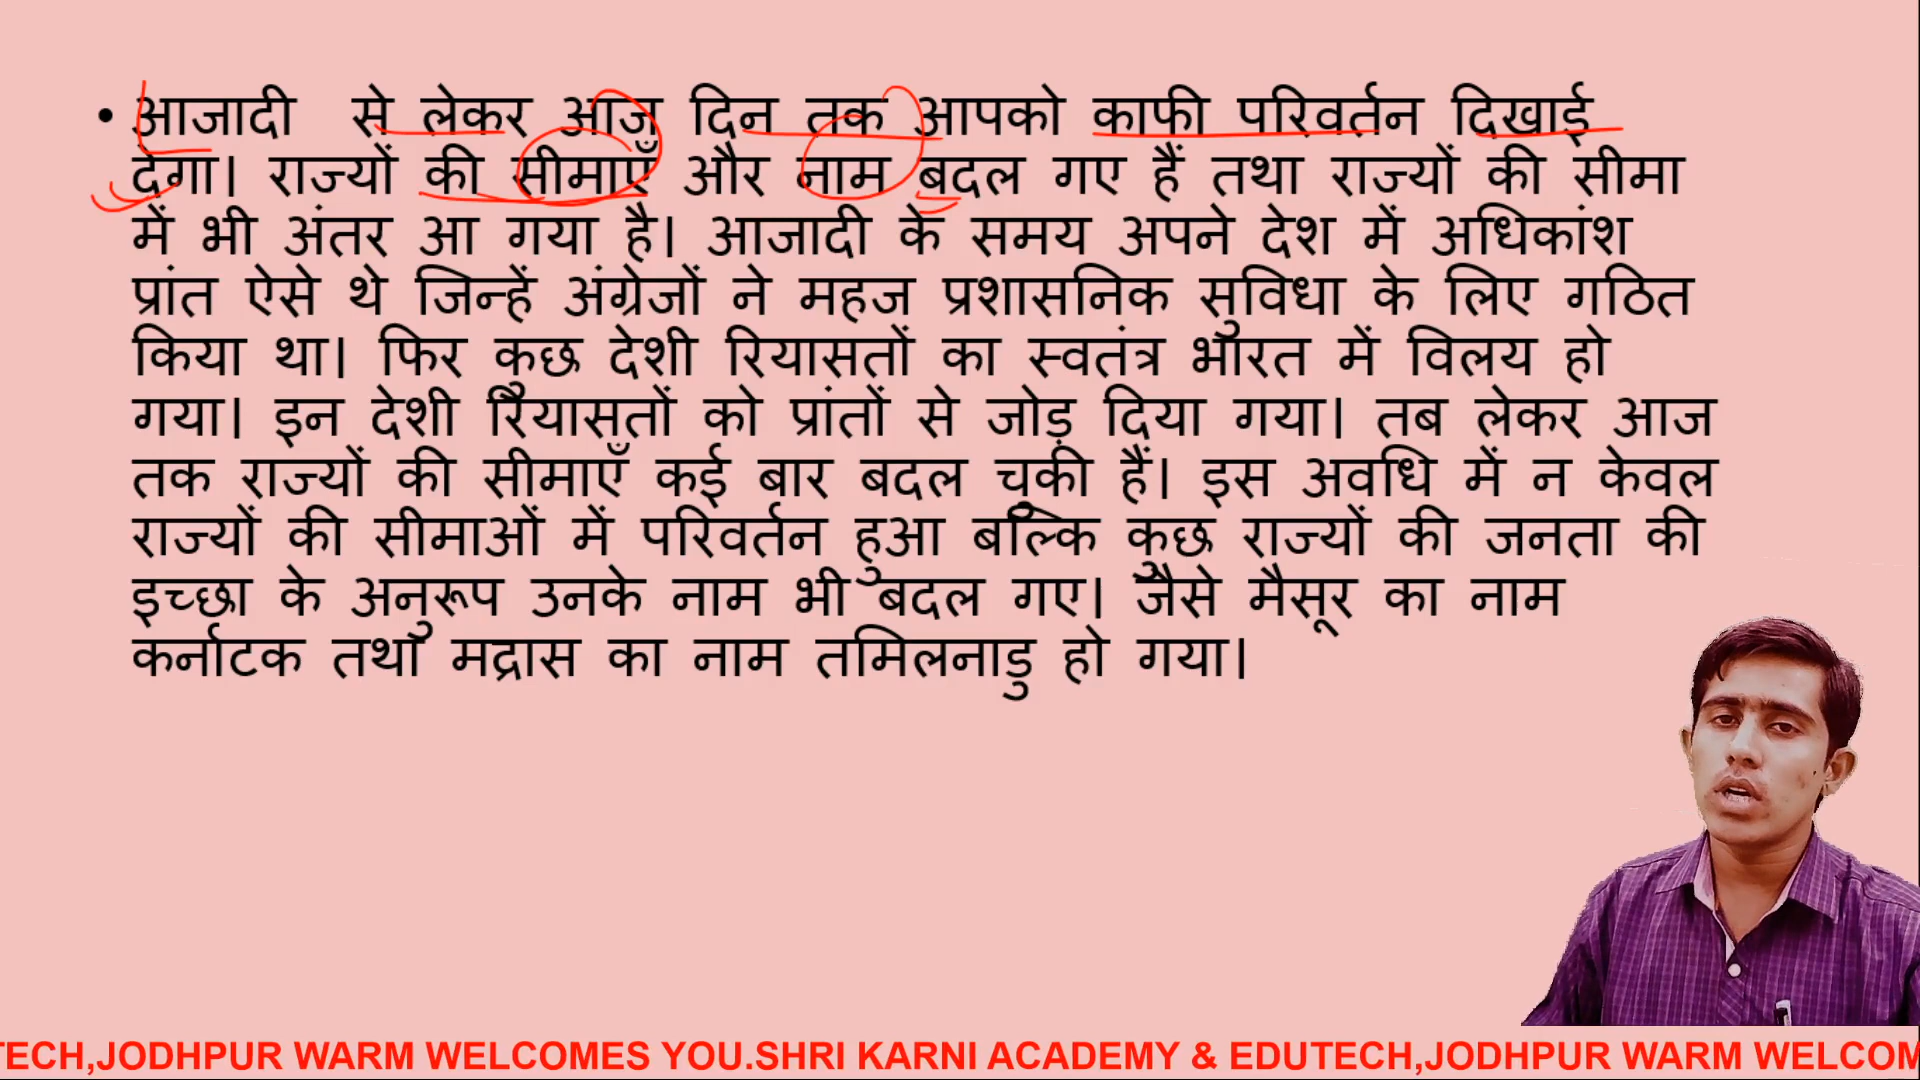 • आजादी से लेकर आज दिन तक आपको काफी परिवर्तन दिखाई
देगा। राज्यों की सीमाएँ और नाम बदल गए हैं तथा राज्यों की सीमा
में भी अंतर आ गया है। आजादी के समय अपने देश में अधिकांश
प्रांत ऐसे थे जिन्हें अंग्रेजों ने महज प्रशासनिक सुविधा के लिए गठित
किया था। फिर कुछ देशी रियासतों का स्वतंत्र भारत में विलय हो
गया। इन देशी रियासतों को प्रांतों से जोड़ दिया गया। तब लेकर आज
तक राज्यों की सीमाएँ कई बार बदल चुकी हैं। इस अवधि में न केवल
राज्यों की सीमाओं में परिवर्तन हुआ बल्कि कुछ राज्यों की जनता की
इच्छा के अनुरूप उनके नाम भी बदल गए। जैसे मैसूर का नाम
कर्नाटक तथा मद्रास का नाम तमिलनाडु हो गया।
TECH,JODHPUR WARM WELCOMES YOU.SHRI KARNI ACADEMY & EDUTECH,JODHPUR WARM WELCOM